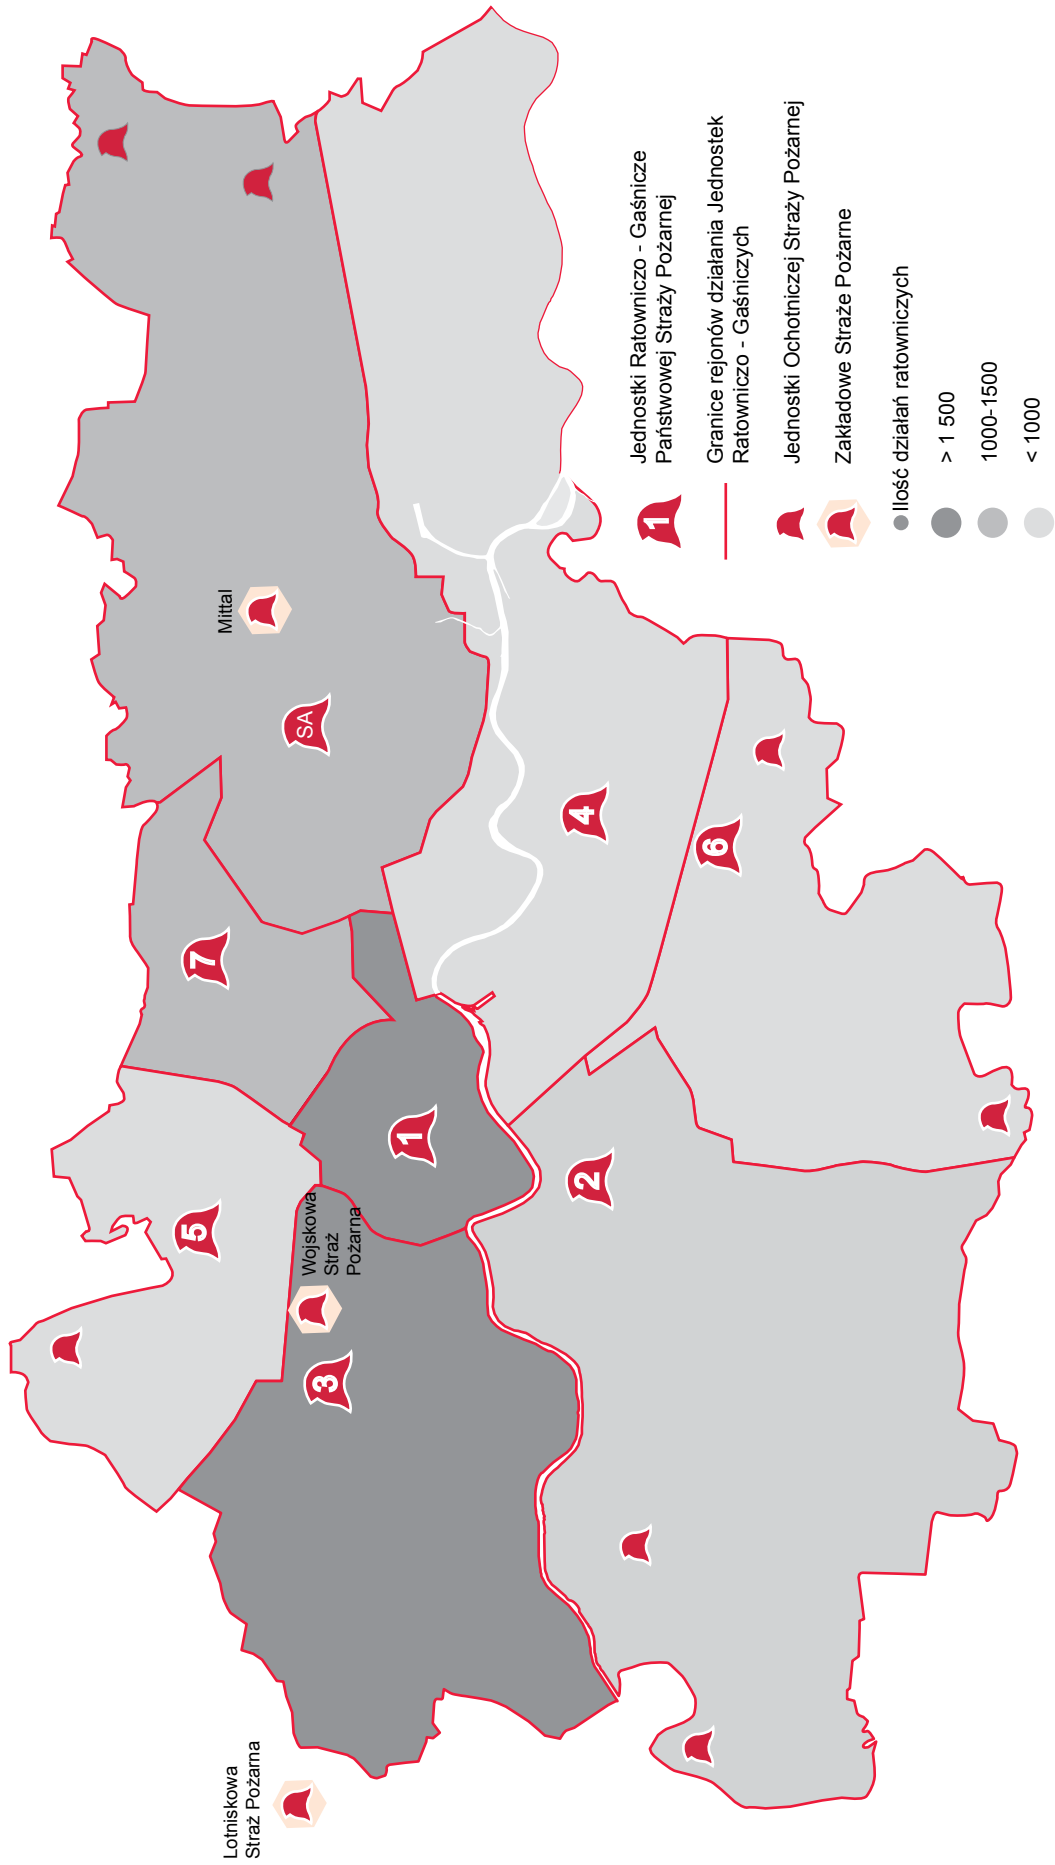 Lotniskowa
Straż Pożarna
Wojskowa
Straż
Pożarna
Mittal
5
7
3
1
SA
2
4
6
1
Jednostki Ratowniczo - Gaśnicze
Państwowej Straży Pożarnej
Granice rejonów działania Jednostek
Ratowniczo - Gaśniczych
Jednostki Ochotniczej Straży Pożarnej
Zakładowe Straże Pożarne
Ilość działań ratowniczych
> 1 500
1000-1500
< 1000